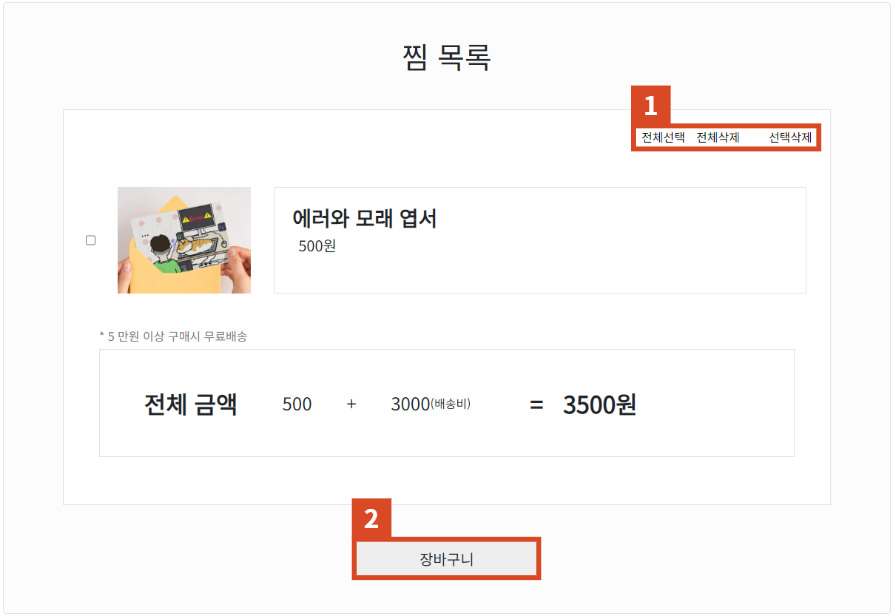 찜 목록
1
전체선택 전체삭제 선택삭제
에러와 모래 엽서
500원
* 5 만원 이상 구매시 무료배송
전체 금액 500 + 3000(배송비) = 3500원
2
장바구니